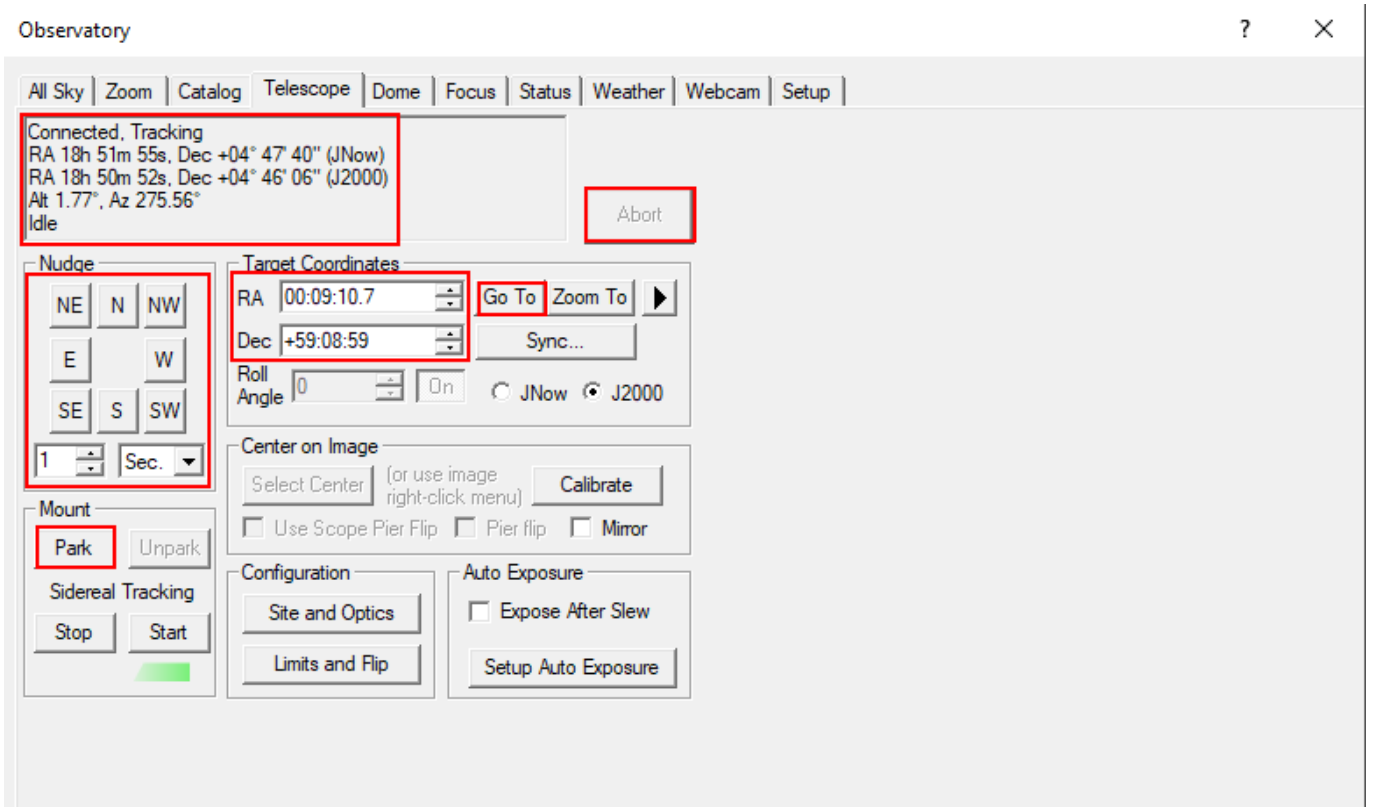 Observatory
?
All Sky Zoom Catalog Telescope Dome Focus Status Weather Webcam Setup
Connected, Tracking
RA 18h 51m 55s, Dec +04° 47' 40" (JNow)
RA 18h 50m 52s, Dec +04° 46' 06" (J2000)
Alt 1.77°, Az 275.56°
Idle
Abort
Nudge
NE N NW
E W
SE S SW
1 Sec.
Target Coordinates
RA 00:09:10.7 Go To Zoom To
Dec +59:08:59 Sync...
Roll
Angle 0 On JNow J2000
Center on Image
Select Center (or use image
right-click menu) Calibrate
Use Scope Pier Flip Pier flip Mirror
Mount
Park Unpark
Sidereal Tracking
Stop Start
Configuration
Site and Optics
Limits and Flip
Auto Exposure
Expose After Slew
Setup Auto Exposure